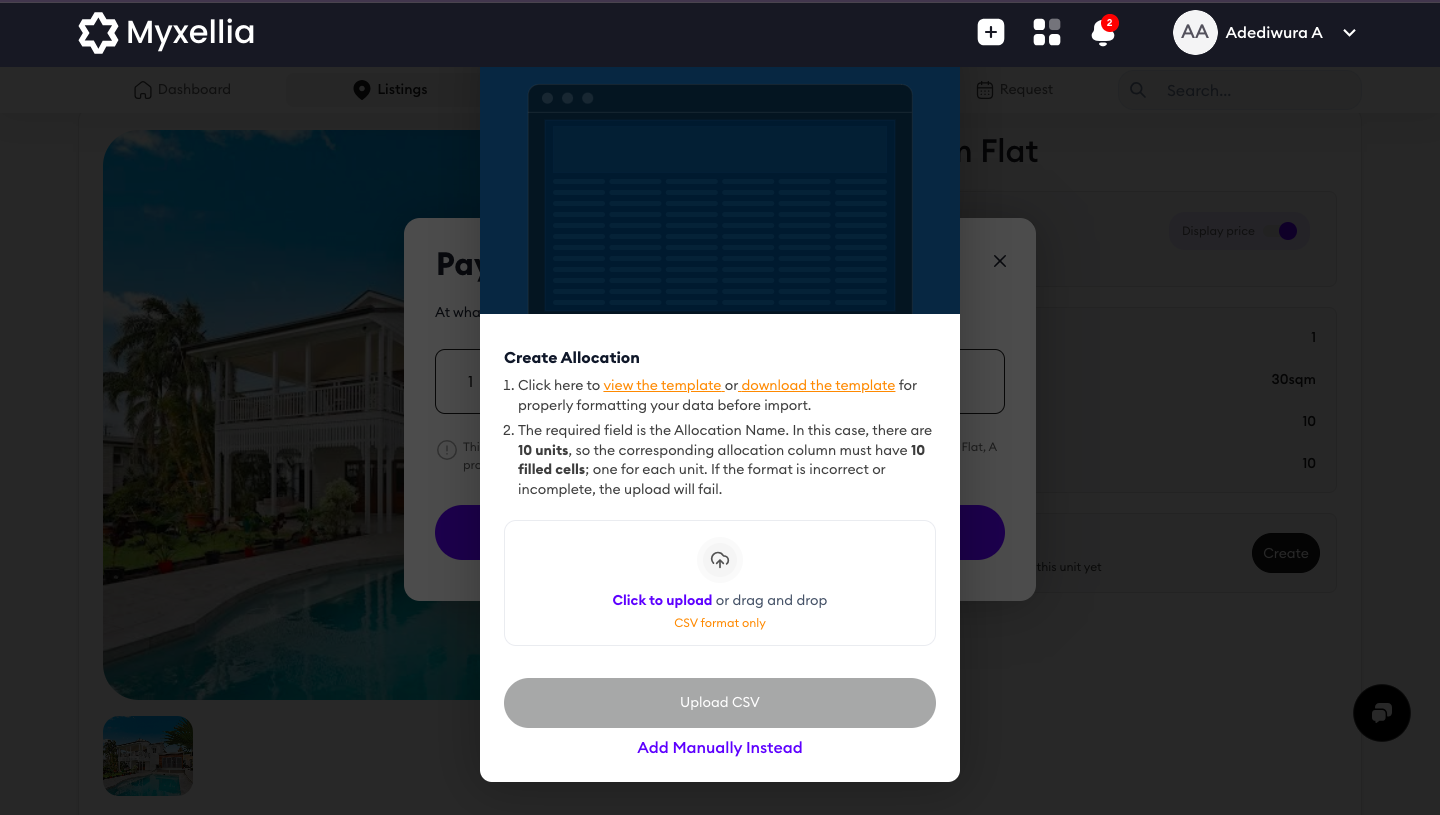 Myxellia
2
AA
Adediwura A
Dashboard
Listings
Request
Search...
Flat
Display price
At
1
1
30sqm
10
10
Flat, A
this unit yet
Create
Create Allocation
1. Click here to view the template or download the template for
properly formatting your data before import.
2. The required field is the Allocation Name. In this case, there are
10 units, so the corresponding allocation column must have 10
filled cells; one for each unit. If the format is incorrect or
incomplete, the upload will fail.
Click to upload or drag and drop
CSV format only
Upload CSV
Add Manually Instead